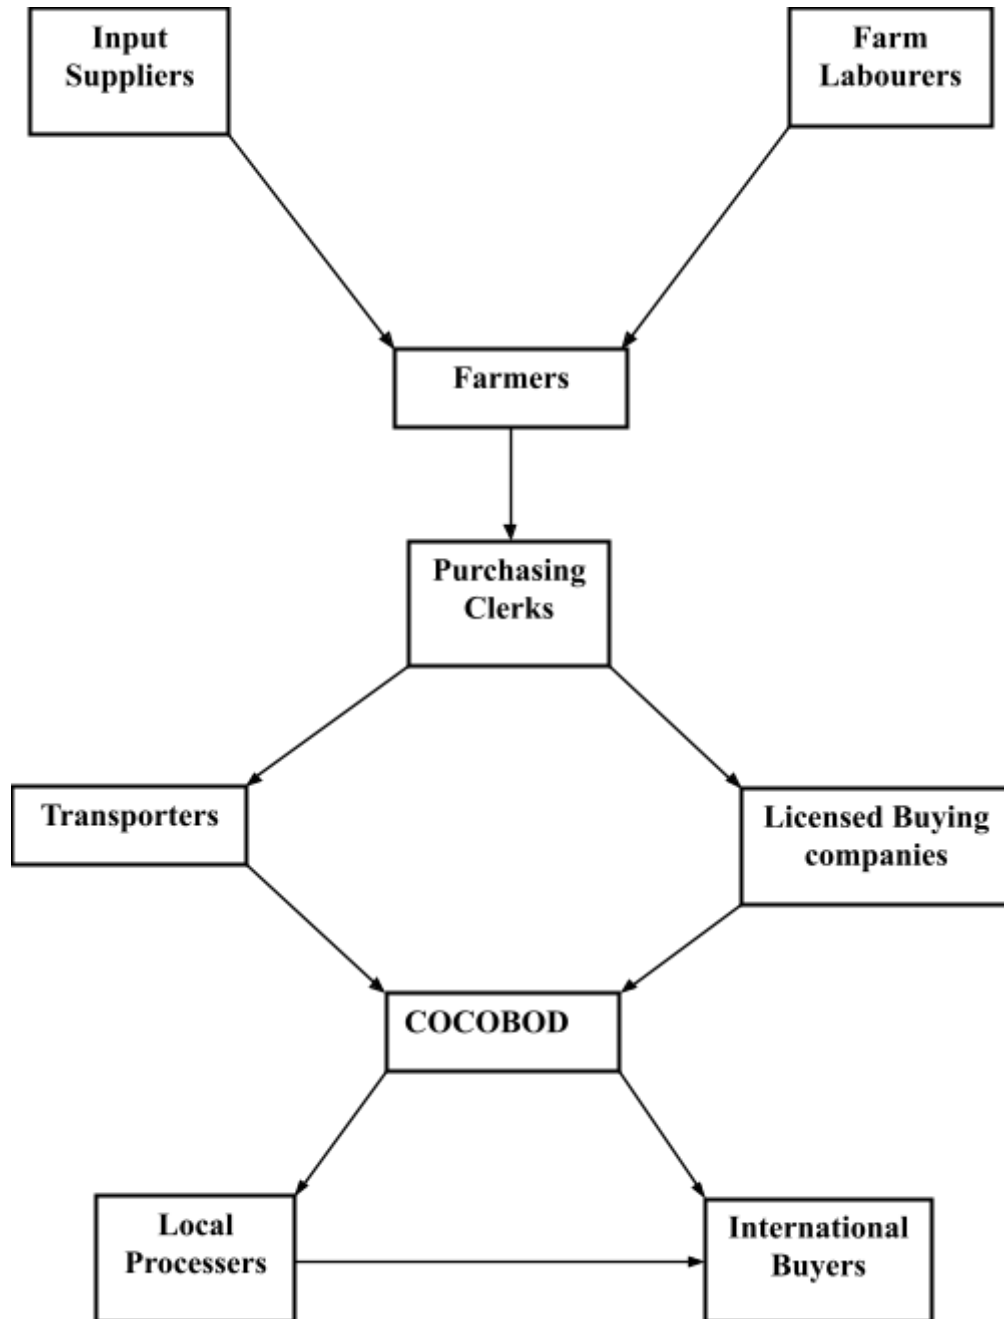 Input
Suppliers
Farm
Labourers
Farmers
Purchasing
Clerks
Transporters
Licensed Buying
companies
COCOBOD
Local
Processers
International
Buyers